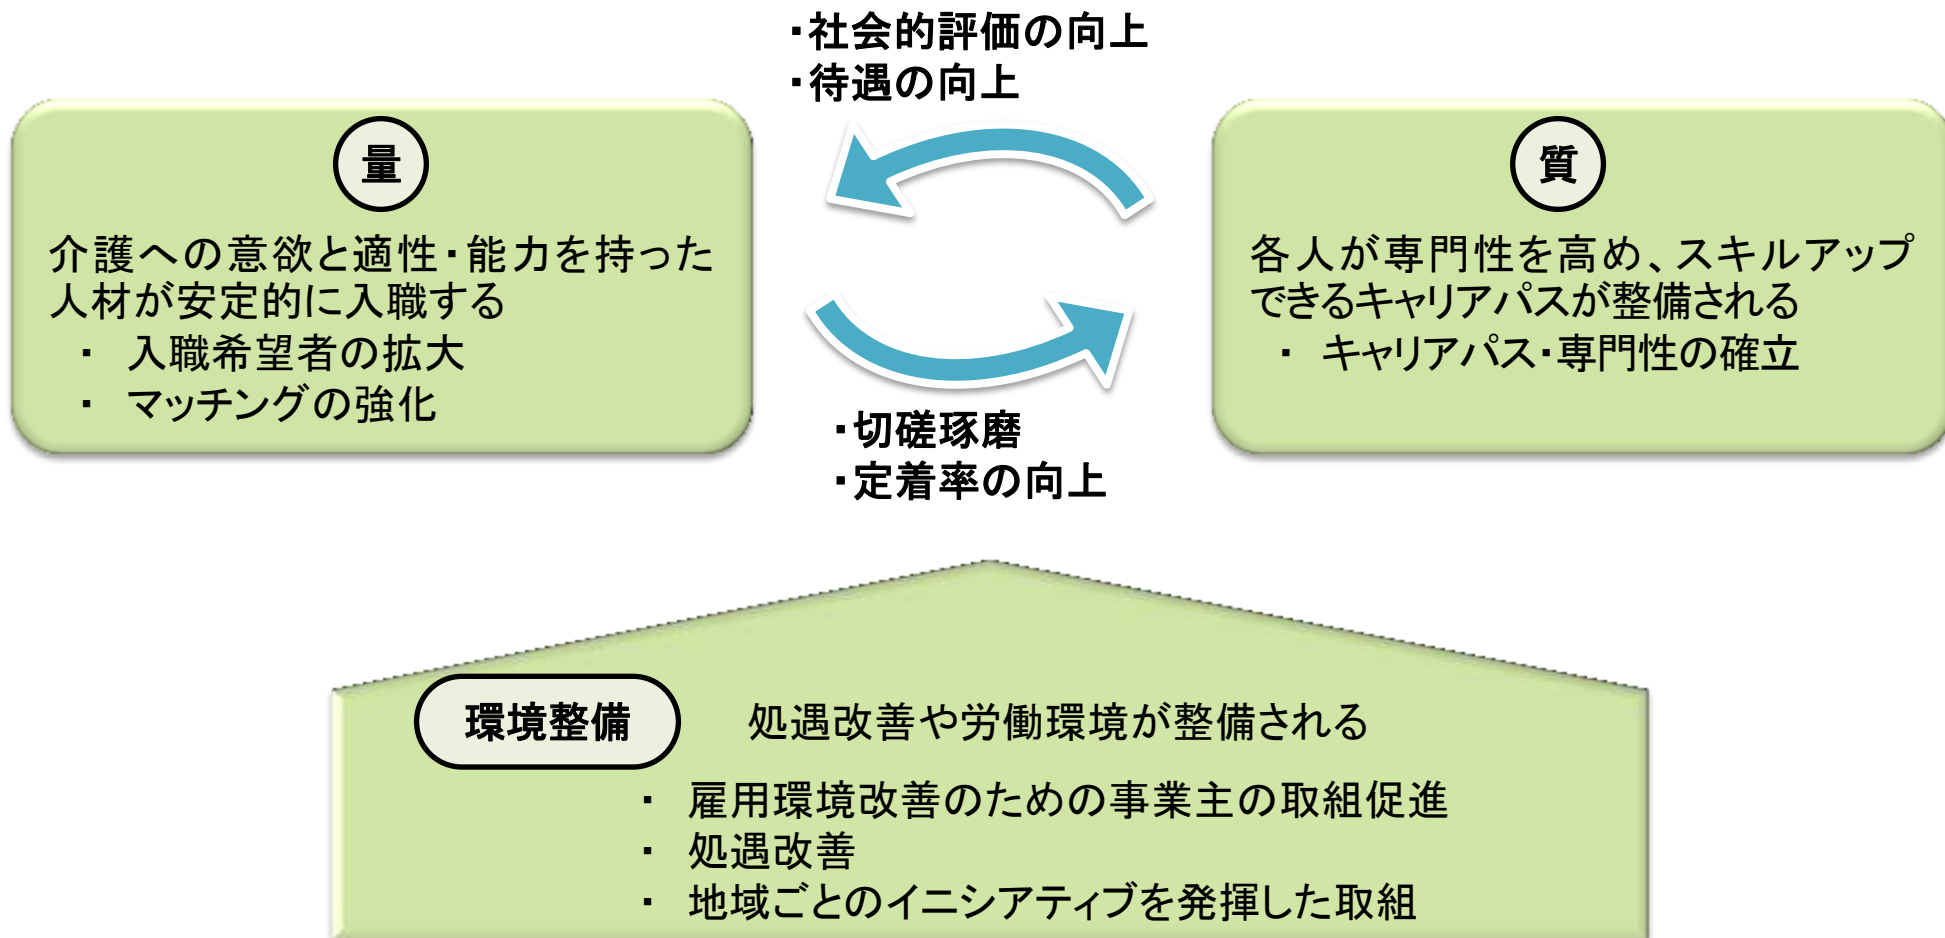 ・社会的評価の向上
・待遇の向上
量
介護への意欲と適性・能力を持った
人材が安定的に入職する
・ 入職希望者の拡大
・ マッチングの強化
質
各人が専門性を高め、スキルアップ
できるキャリアパスが整備される
・ キャリアパス・専門性の確立
・切磋琢磨
・定着率の向上
環境整備 処遇改善や労働環境が整備される
・ 雇用環境改善のための事業主の取組促進
・ 処遇改善
・ 地域ごとのイニシアティブを発揮した取組